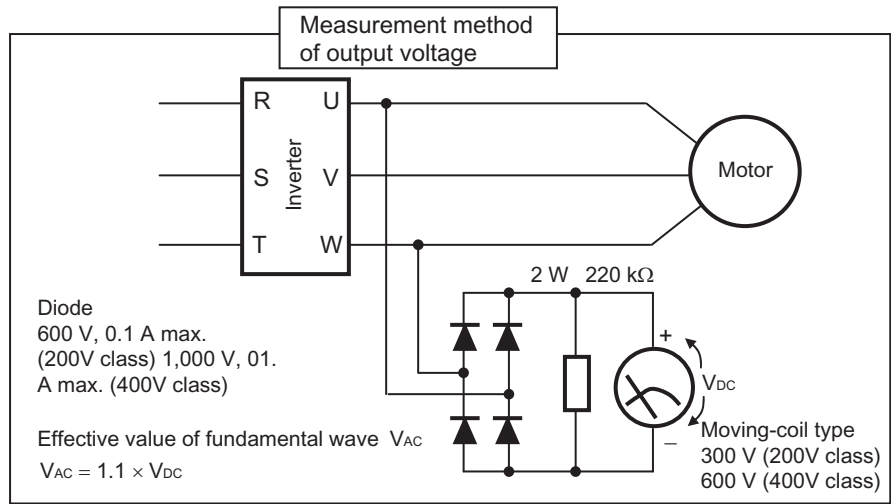 Measurement method
of output voltage
R
U
S
V
T
W
Inverter
Motor
2 W 220 kΩ
Diode
600 V, 0.1 A max.
(200V class) 1,000 V, 01.
A max. (400V class)
+
VDC
−
Effective value of fundamental wave VAC
VAC = 1.1 × VDC
Moving-coil type
300 V (200V class)
600 V (400V class)